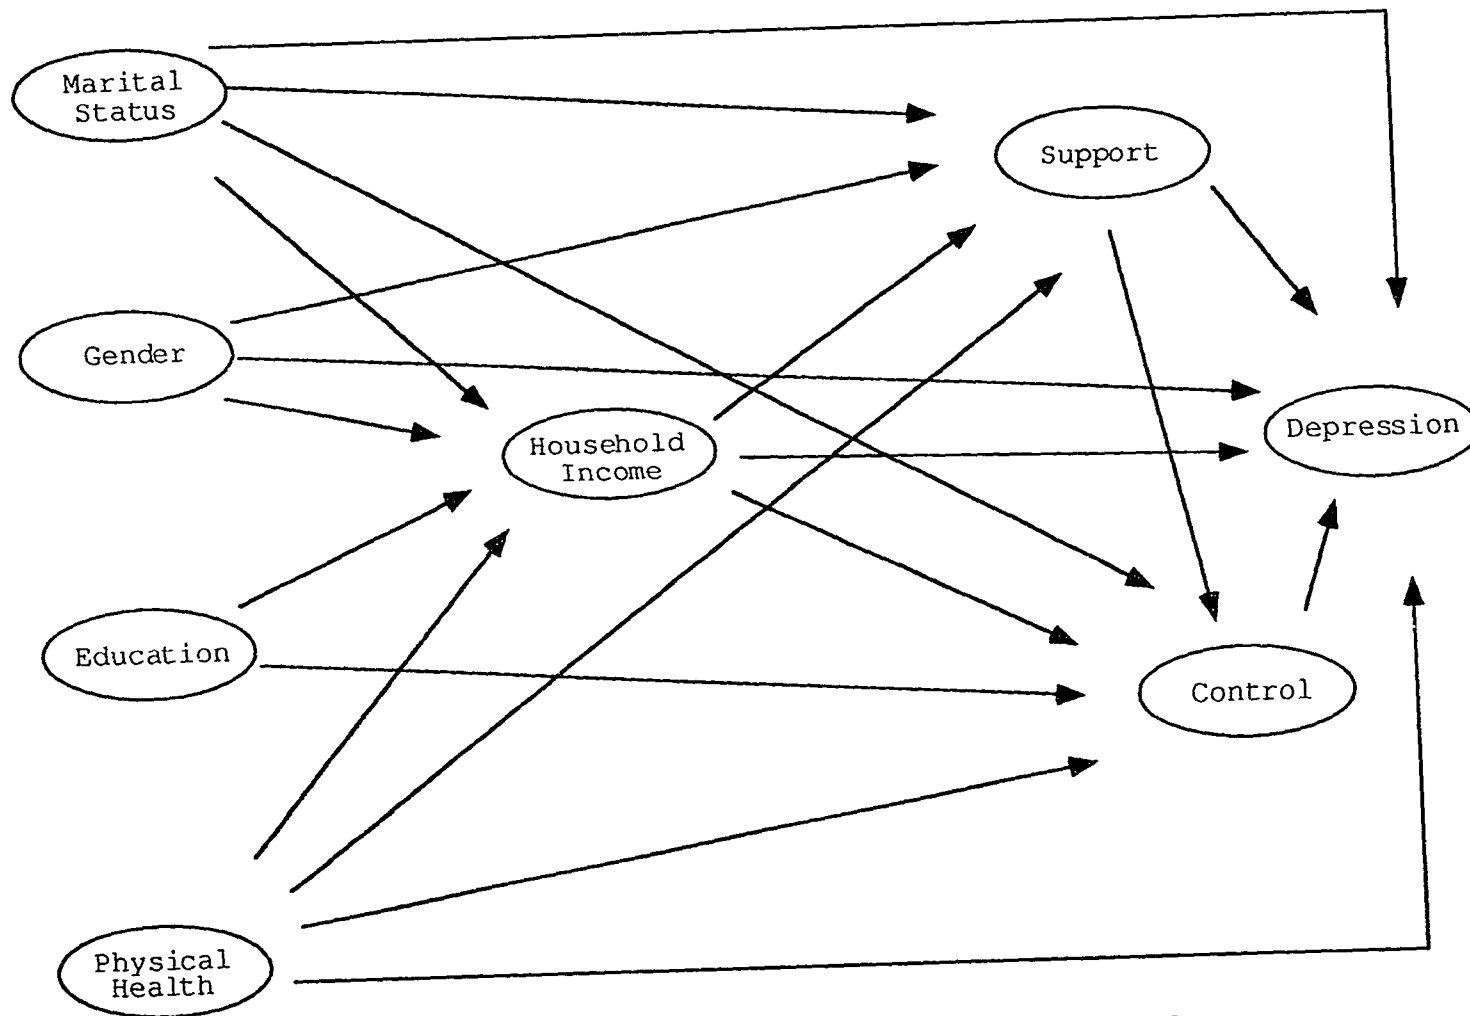 Marital
Status
Support
Gender
Depression
Household
Income
Education
Control
Physical
Health